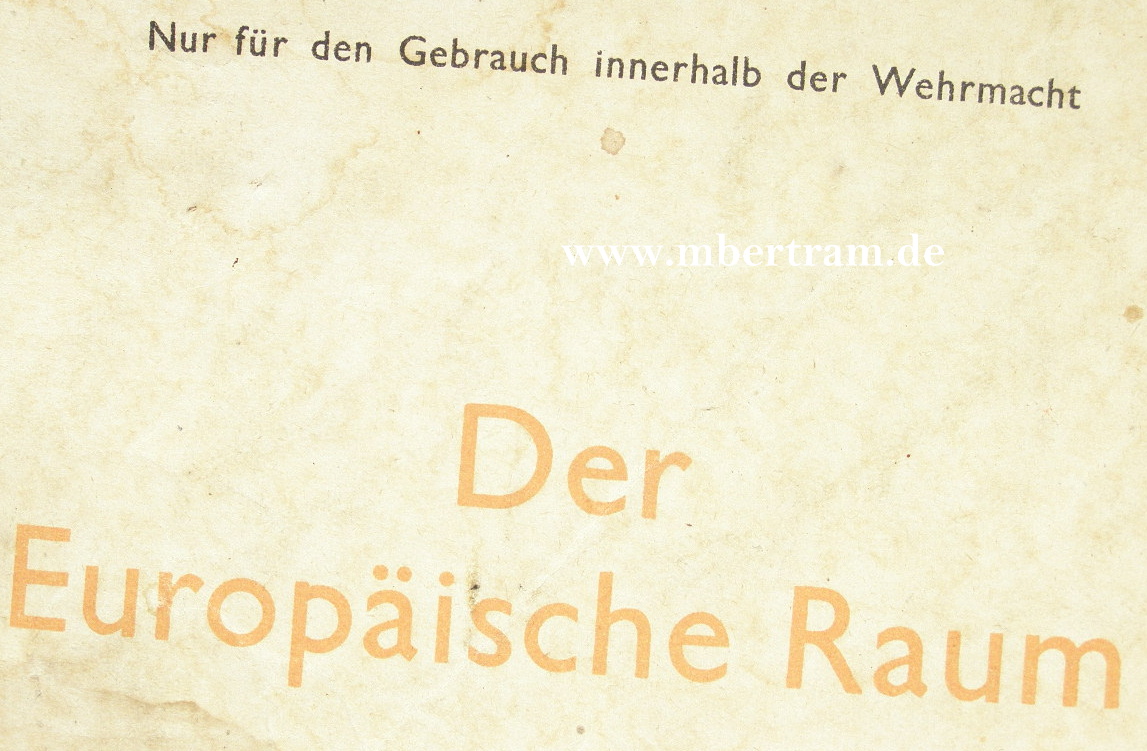 Nur für den Gebrauch innerhalb der Wehrmacht
www.mbertram.de
Der
Europäische Raum